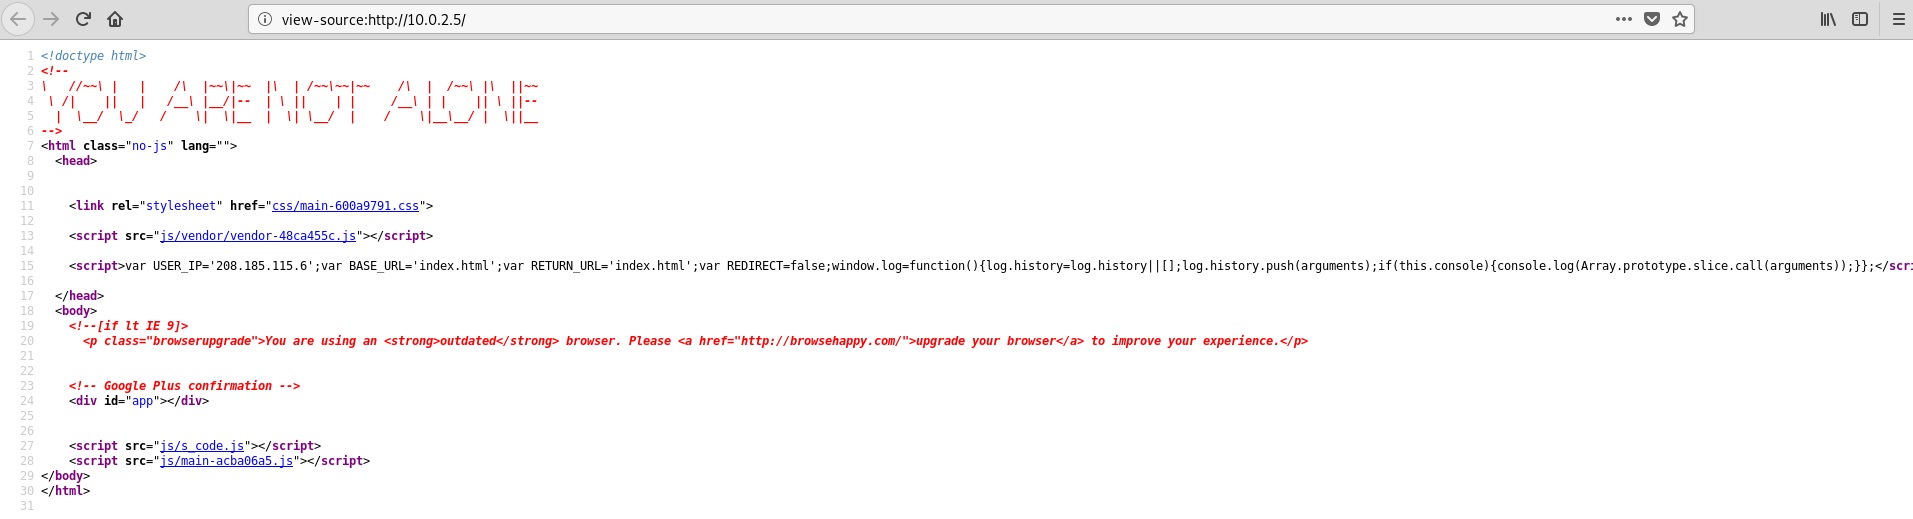 view-source:http://10.0.2.5/
1 <!doctype html>
2 <!--
3 \   //~~\ |   |    /\  |~~\|~~  |\  | /~~\~~|~~    /\  |  /~~\ |\  ||~~
4  \ /|    ||   |   /__\ |__/|--  | \ ||    | |     /__\ | |    || \ ||--
5   |  \__/  \_/   /    \|  \|__  |  \| \__/  |    /    \|__\__/ |  \||__
6 -->
7 <html class="no-js" lang="">
8   <head>
9
10
11     <link rel="stylesheet" href="css/main-600a9791.css">
12
13     <script src="js/vendor/vendor-48ca455c.js"></script>
14
15     <script>var USER_IP='208.185.115.6';var BASE_URL='index.html';var RETURN_URL='index.html';var REDIRECT=false;window.log=function(){log.history=log.history||[];log.history.push(arguments);if(this.console){console.log(Array.prototype.slice.call(arguments));}};</scri
16
17   </head>
18   <body>
19     <!--[if lt IE 9]>
20       <p class="browserupgrade">You are using an <strong>outdated</strong> browser. Please <a href="http://browsehappy.com/">upgrade your browser</a> to improve your experience.</p>
21
22
23     <!-- Google Plus confirmation -->
24     <div id="app"></div>
25
26
27     <script src="js/s_code.js"></script>
28     <script src="js/main-acba06a5.js"></script>
29 </body>
30 </html>
31